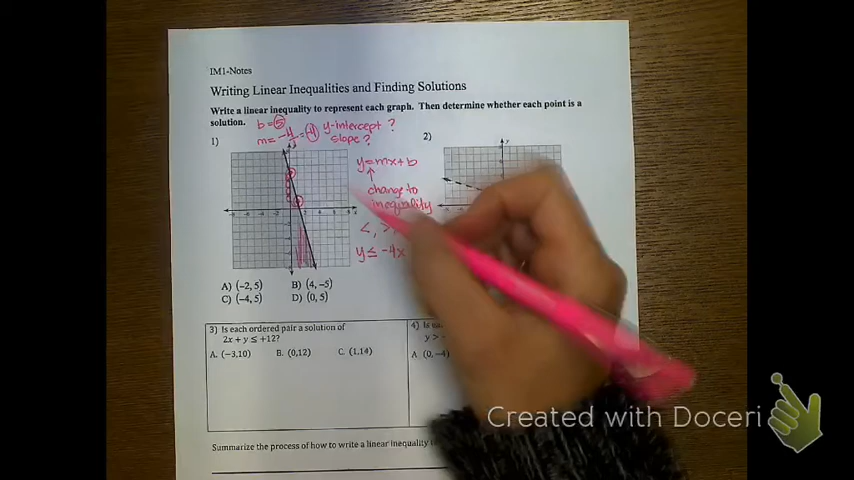 IM1-Notes
Writing Linear Inequalities and Finding Solutions
Write a linear inequality to represent each graph. Then determine whether each point is a
solution.
b = 5
m = -4/1 = -4
y-intercept ?
slope ?
1)
y = mx + b
change to
inequality
<, >,
y ≤ -4x
A) (-2, 5) B) (4, -5)
C) (-4, 5) D) (0, 5)
2)
y
3) Is each ordered pair a solution of
2x + y ≤ +12?
A. (-3,10) B. (0,12) C. (1,14)
4)
y >
A (0, -4)
Summarize the process of how to write a linear inequality
Created with Doceri